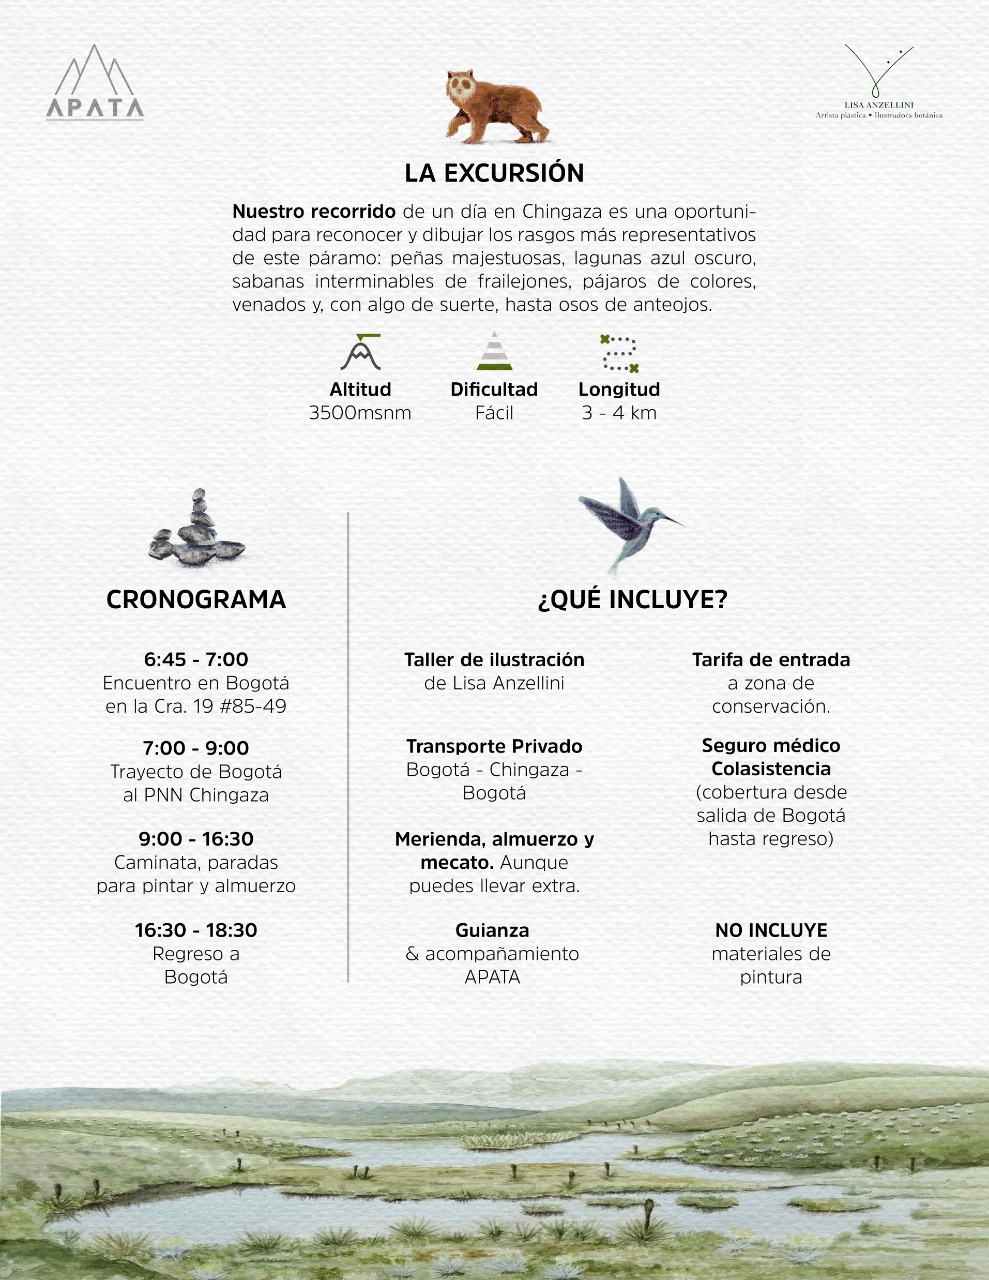 APATA
LISA ANZELLINI
Artista plástica • Ilustradora botánica
LA EXCURSIÓN
Nuestro recorrido de un día en Chingaza es una oportuni-
dad para reconocer y dibujar los rasgos más representativos
de este páramo: peñas majestuosas, lagunas azul oscuro,
sabanas interminables de frailejones, pájaros de colores,
venados y, con algo de suerte, hasta osos de anteojos.
Altitud
3500msnm
Dificultad
Fácil
Longitud
3 - 4 km
CRONOGRAMA
6:45 - 7:00
Encuentro en Bogotá
en la Cra. 19 #85-49
7:00 - 9:00
Trayecto de Bogotá
al PNN Chingaza
9:00 - 16:30
Caminata, paradas
para pintar y almuerzo
16:30 - 18:30
Regreso a
Bogotá
¿QUÉ INCLUYE?
Taller de ilustración
de Lisa Anzellini
Transporte Privado
Bogotá - Chingaza -
Bogotá
Merienda, almuerzo y
mecato. Aunque
puedes llevar extra.
Guianza
& acompañamiento
APATA
Tarifa de entrada
a zona de
conservación.
Seguro médico
Colasistencia
(cobertura desde
salida de Bogotá
hasta regreso)
NO INCLUYE
materiales de
pintura